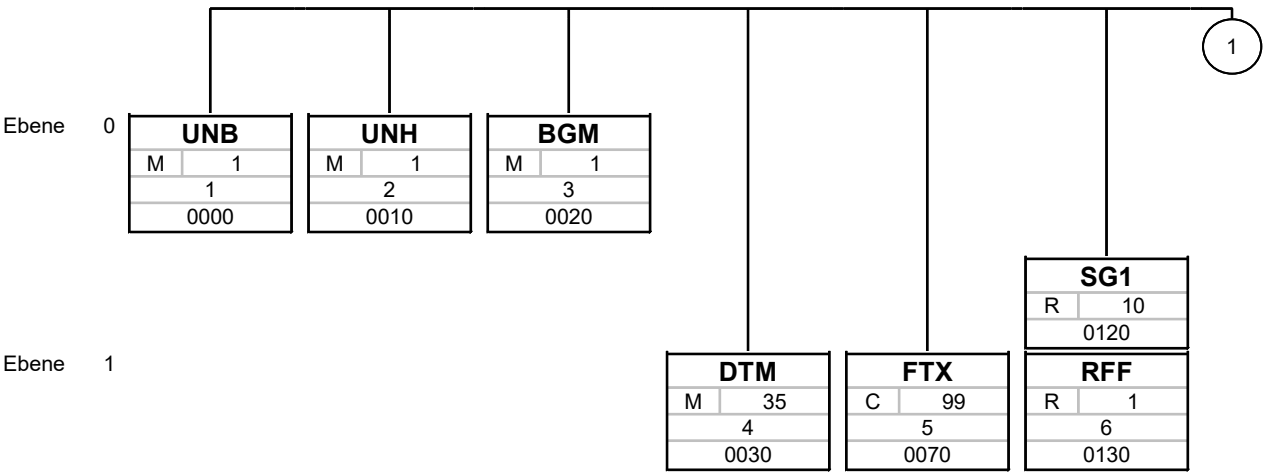 1
Ebene 0
UNB UNH BGM
M 1 M 1 M 1
1 2 3
0000 0010 0020
SG1
R 10
0120
Ebene 1
DTM FTX RFF
M 35 C 99 R 1
4 5 6
0030 0070 0130